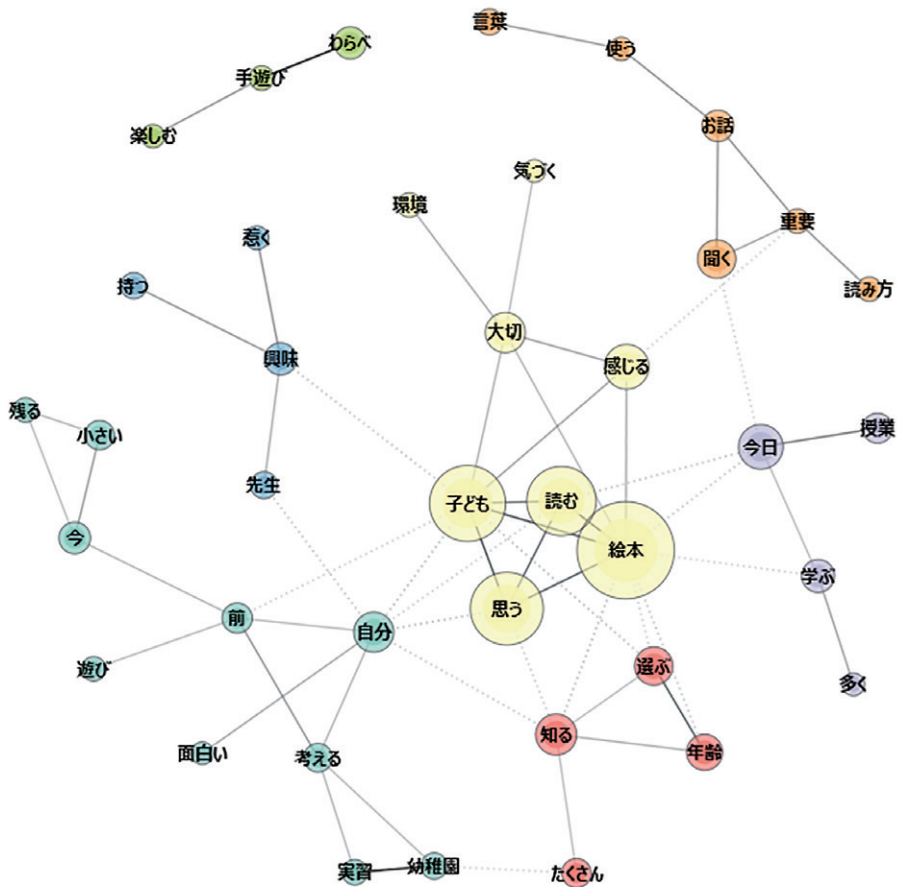 言葉
わらべ
使う
手遊び
お話
楽しむ
気づく
環境
重要
惹く
聞く
持つ
読み方
大切
興味
感じる
残る
授業
小さい
今日
先生
子ども
読む
今
絵本
学ぶ
思う
前
自分
選ぶ
遊び
多く
知る
面白い
年齢
考える
実習
幼稚園
たくさん